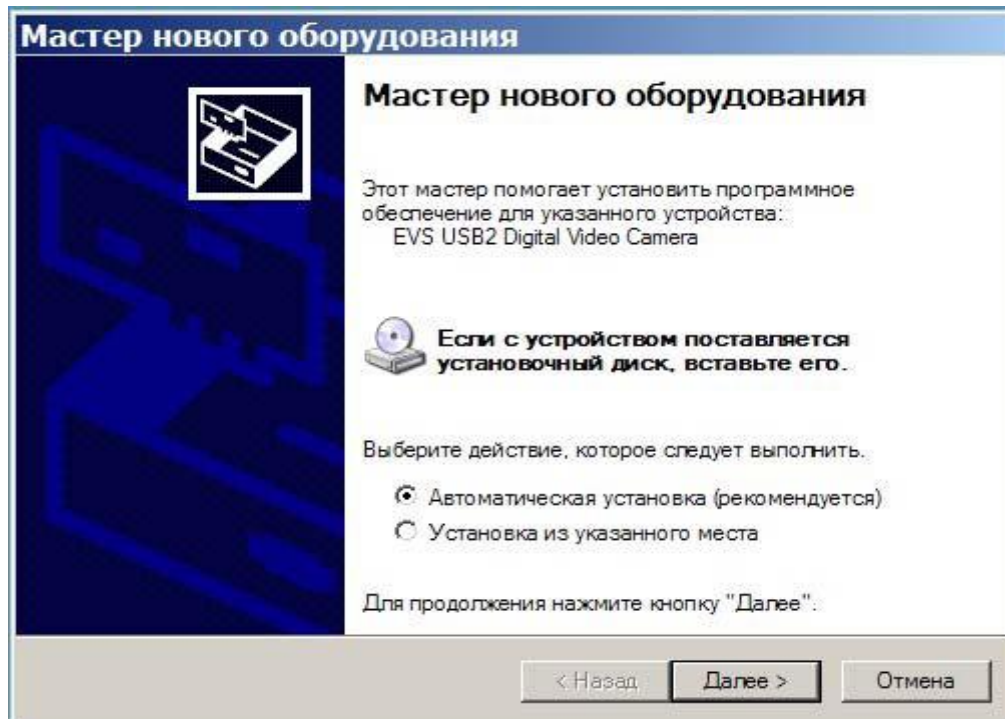 Мастер нового оборудования
Мастер нового оборудования
Этот мастер помогает установить программное
обеспечение для указанного устройства:
EVS USB2 Digital Video Camera
Если с устройством поставляется
установочный диск, вставьте его.
Выберите действие, которое следует выполнить.
Автоматическая установка (рекомендуется)
Установка из указанного места
Для продолжения нажмите кнопку "Далее".
< Назад Далее > Отмена